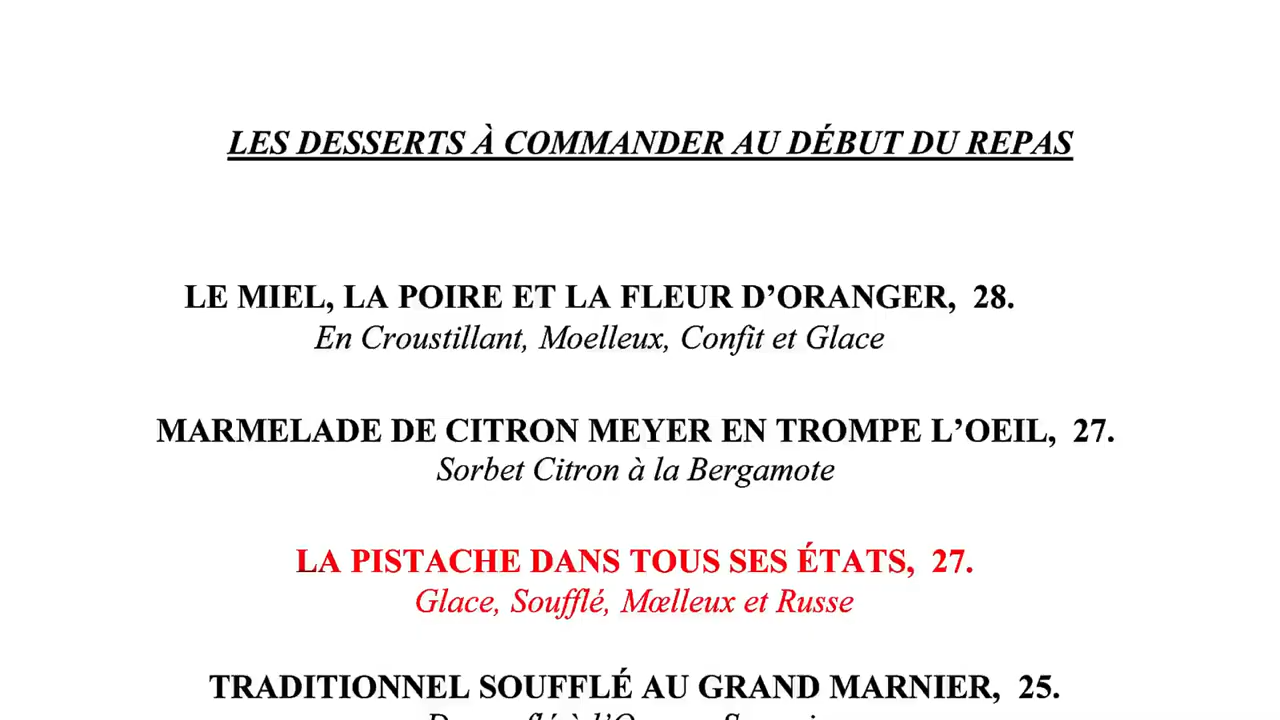 LES DESSERTS À COMMANDER AU DÉBUT DU REPAS
LE MIEL, LA POIRE ET LA FLEUR D’ORANGER, 28.
En Croustillant, Moelleux, Confit et Glace
MARMELADE DE CITRON MEYER EN TROMPE L’OEIL, 27.
Sorbet Citron à la Bergamote
LA PISTACHE DANS TOUS SES ÉTATS, 27.
Glace, Soufflé, Mœlleux et Russe
TRADITIONNEL SOUFFLÉ AU GRAND MARNIER, 25.